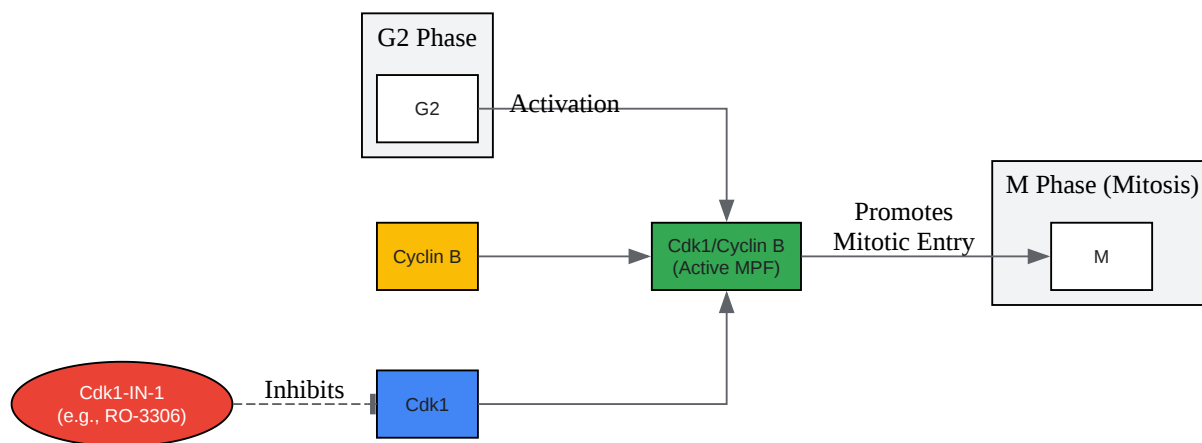 G2 Phase
G2
Activation
Cyclin B
Cdk1/Cyclin B
(Active MPF)
Promotes
Mitotic Entry
M Phase (Mitosis)
M
Cdk1-IN-1
(e.g., RO-3306)
Inhibits
Cdk1